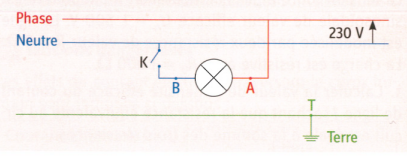 Phase
230 V
Neutre
K
B
A
T
Terre